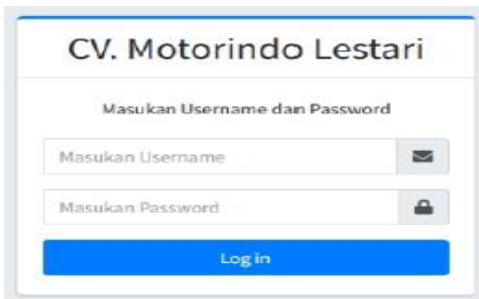 CV. Motorindo Lestari
Masukan Username dan Password
Masukan Username
Masukan Password
Log in